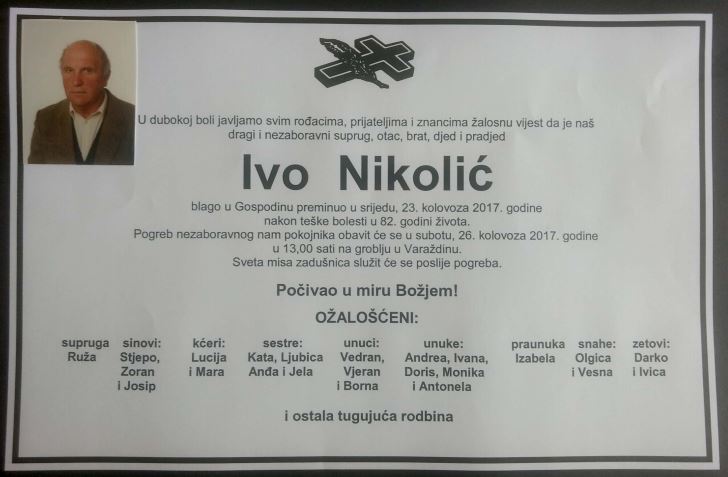 U dubokoj boli javljamo svim rođacima, prijateljima i znancima žalosnu vijest da je naš
dragi i nezaboravni suprug, otac, brat, djed i pradjed
Ivo Nikolić
blago u Gospodinu preminuo u srijedu, 23. kolovoza 2017. godine
nakon teške bolesti u 82. godini života.
Pogreb nezaboravnog nam pokojnika obavit će se u subotu, 26. kolovoza 2017. godine
u 13,00 sati na groblju u Varaždinu.
Sveta misa zadušnica služit će se poslije pogreba.
Počivao u miru Božjem!
OŽALOŠĆENI:
supruga
Ruža
sinovi:
Stjepo,
Zoran
i Josip
kćeri:
Lucija
i Mara
sestre:
Kata, Ljubica
Anđa i Jela
unuci:
Vedran,
Vjeran
i Borna
unuke:
Andrea, Ivana,
Doris, Monika
i Antonela
praunuka
Izabela
snahe:
Olgica
i Vesna
zetovi:
Darko
i Ivica
i ostala tugujuća rodbina